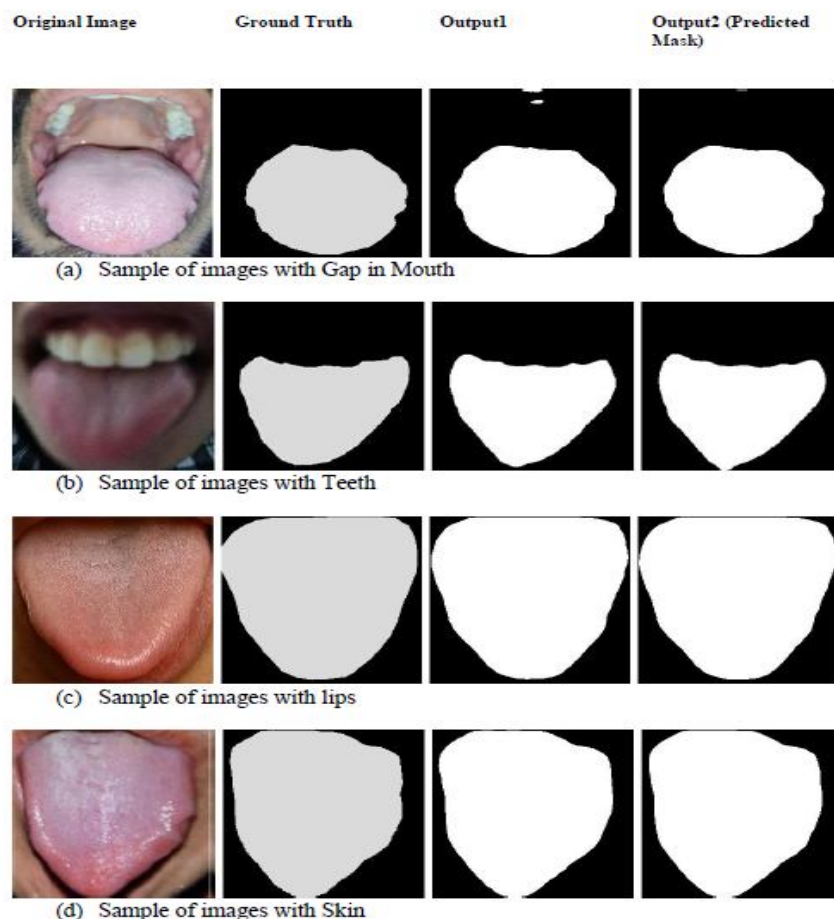 Original Image Ground Truth Output1 Output2 (Predicted
Mask)
(a) Sample of images with Gap in Mouth
(b) Sample of images with Teeth
(c) Sample of images with lips
(d) Sample of images with Skin